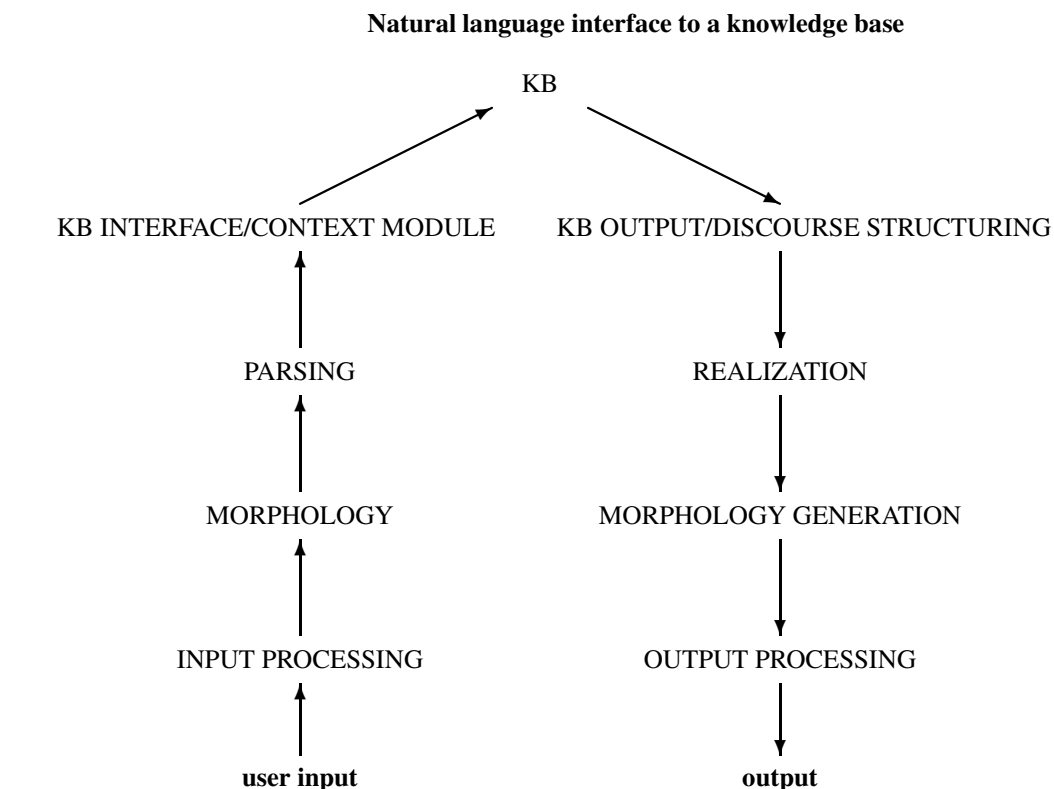 Natural language interface to a knowledge base
KB
KB INTERFACE/CONTEXT MODULE KB OUTPUT/DISCOURSE STRUCTURING
PARSING REALIZATION
MORPHOLOGY MORPHOLOGY GENERATION
INPUT PROCESSING OUTPUT PROCESSING
user input output